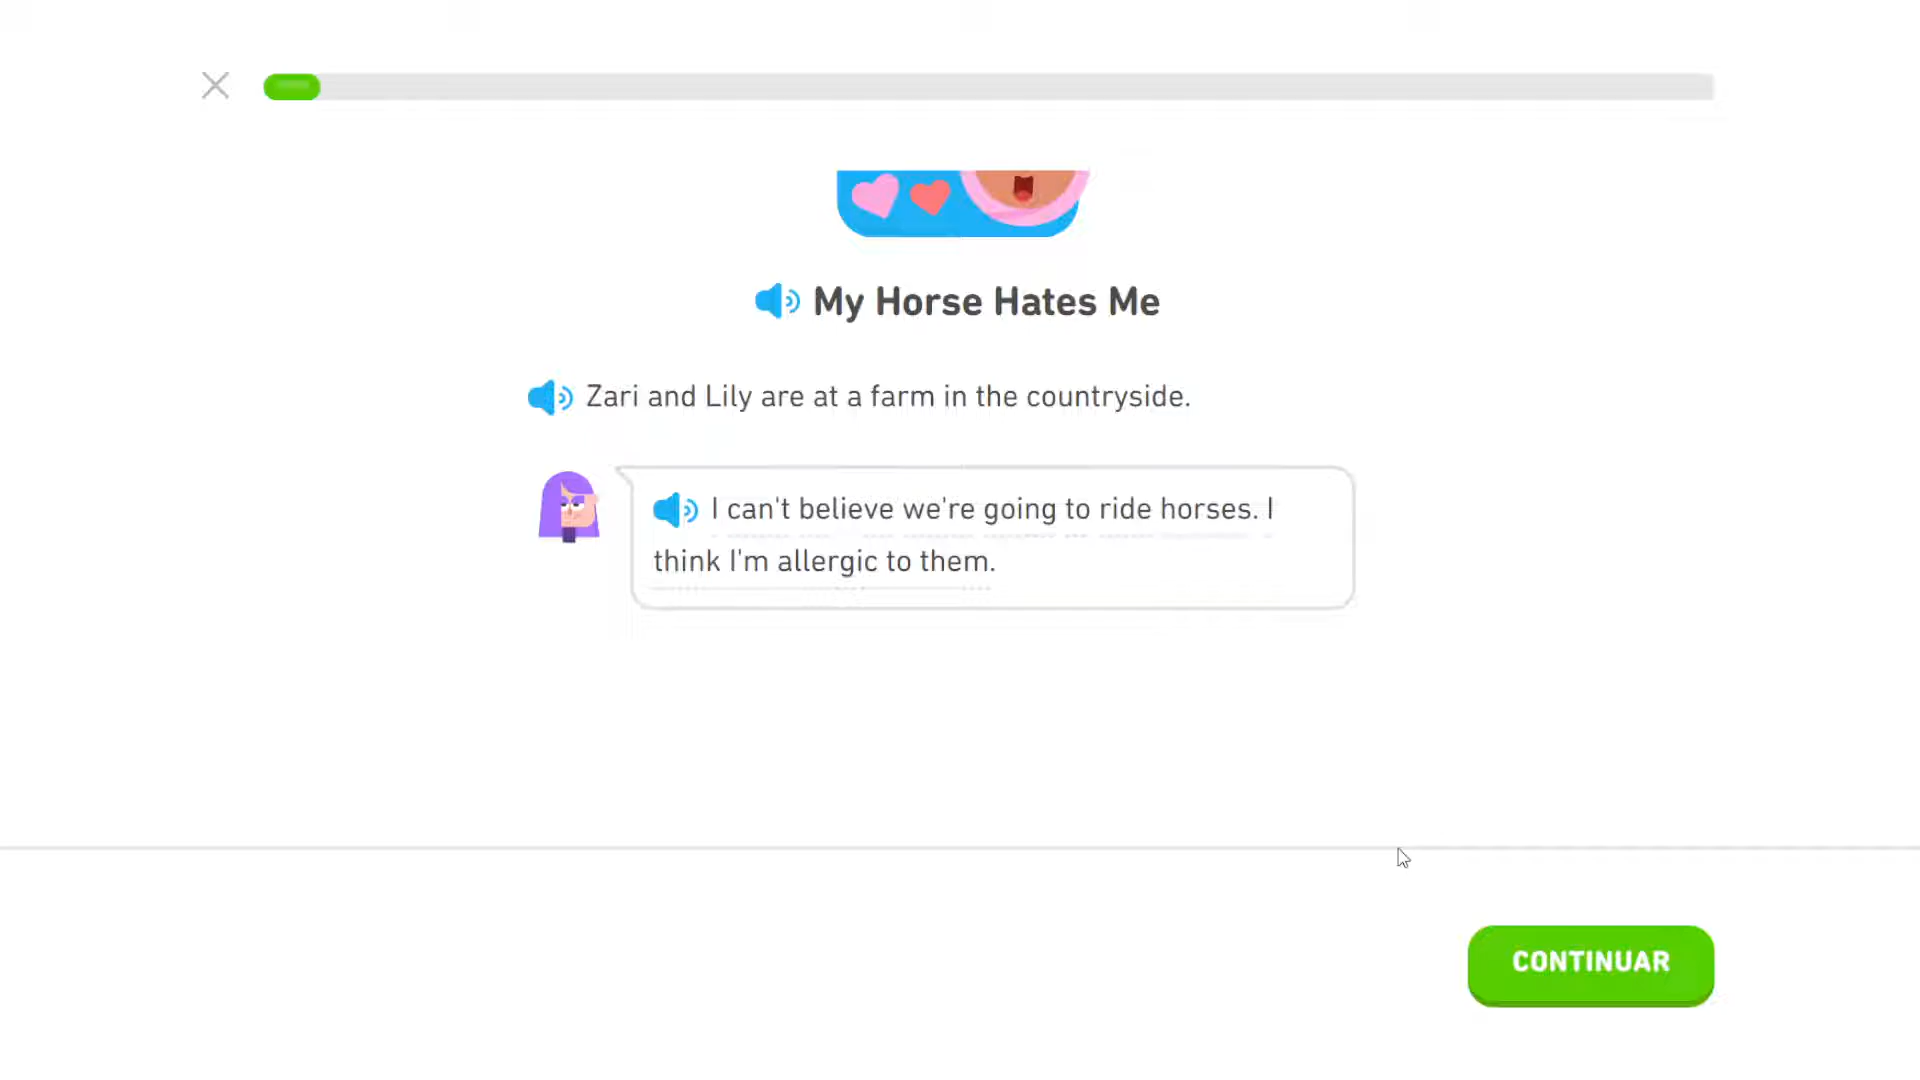 My Horse Hates Me
Zari and Lily are at a farm in the countryside.
I can't believe we're going to ride horses. I
think I'm allergic to them.
CONTINUAR